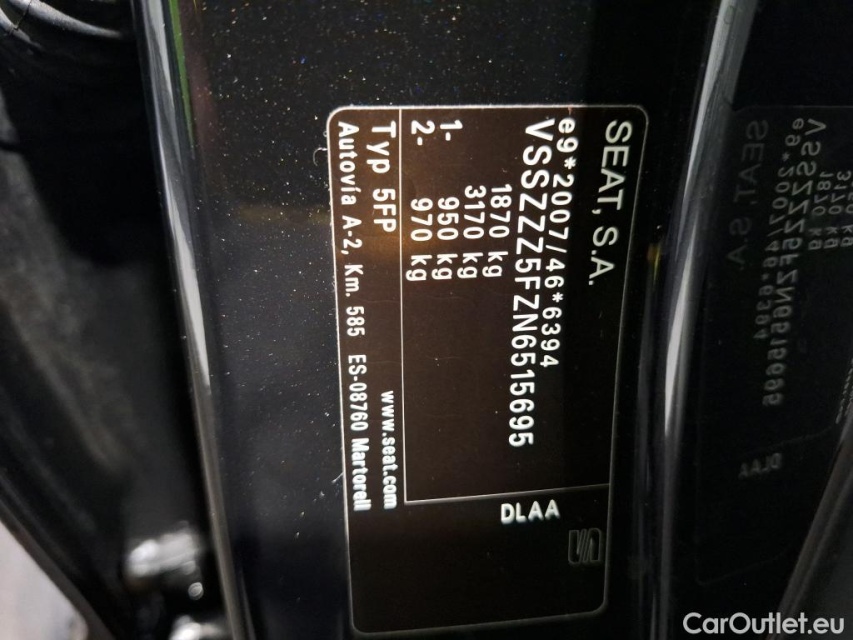 SEAT, S.A.
e9*2007/46*6394
VSSZZZ5FZN6515695
1870 kg
3170 kg
1- 950 kg
2- 970 kg
DLAA
Typ 5FP
www.seat.com
Autovía A-2, Km. 585 ES-08760 Martorell
CarOutlet.eu